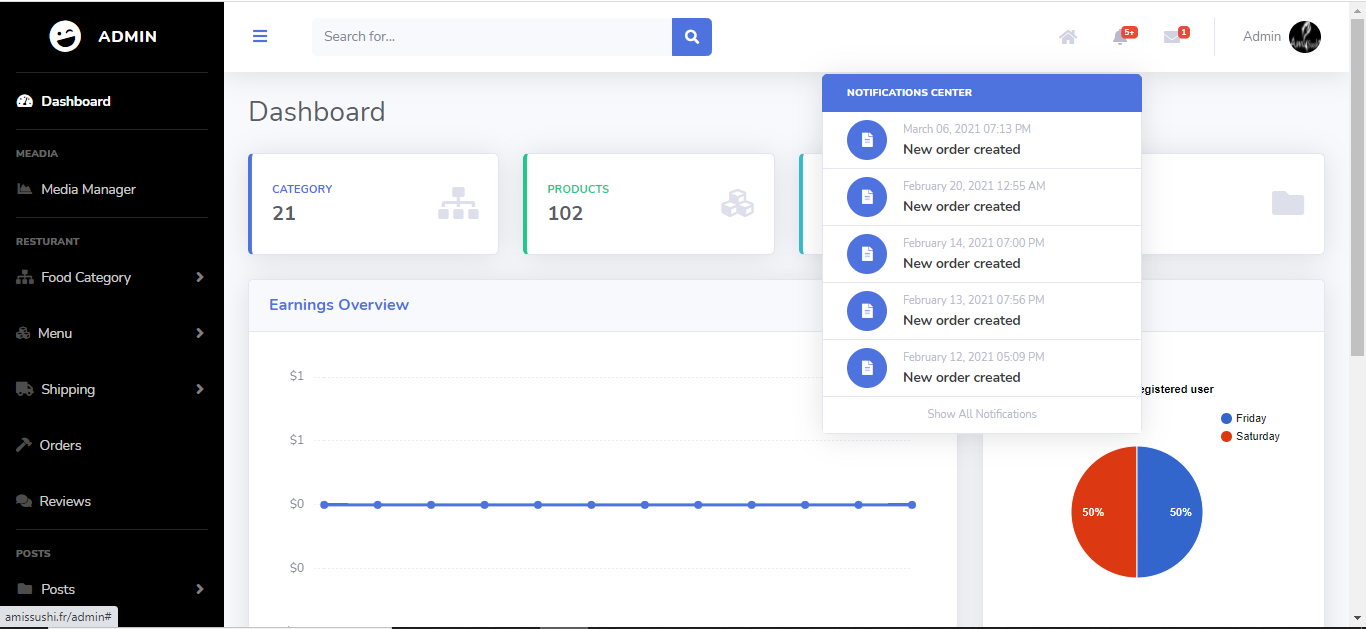 ADMIN
Search for...
5+
1
Admin
Dashboard
MEADIA
Media Manager
RESTURANT
Food Category
Menu
Shipping
Orders
Reviews
POSTS
Posts
amissushi.fr/admin#
Dashboard
CATEGORY
21
PRODUCTS
102
NOTIFICATIONS CENTER
March 06, 2021 07:13 PM
New order created
February 20, 2021 12:55 AM
New order created
February 14, 2021 07:00 PM
New order created
February 13, 2021 07:56 PM
New order created
February 12, 2021 05:09 PM
New order created
Show All Notifications
Earnings Overview
$1
$1
$0
$0
egistered user
Friday
Saturday
50%
50%